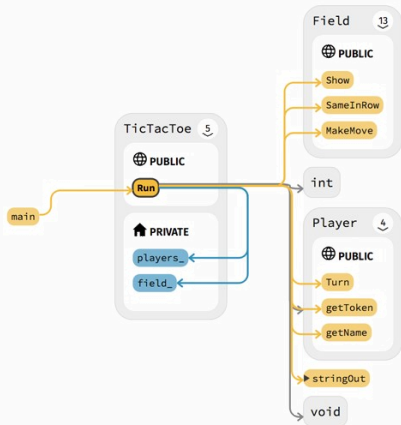 Field 13
PUBLIC
Show
SameInRow
MakeMove
TicTacToe 5
PUBLIC
Run
PRIVATE
players_
field_
main
int
Player 4
PUBLIC
Turn
getToken
getName
stringOut
void